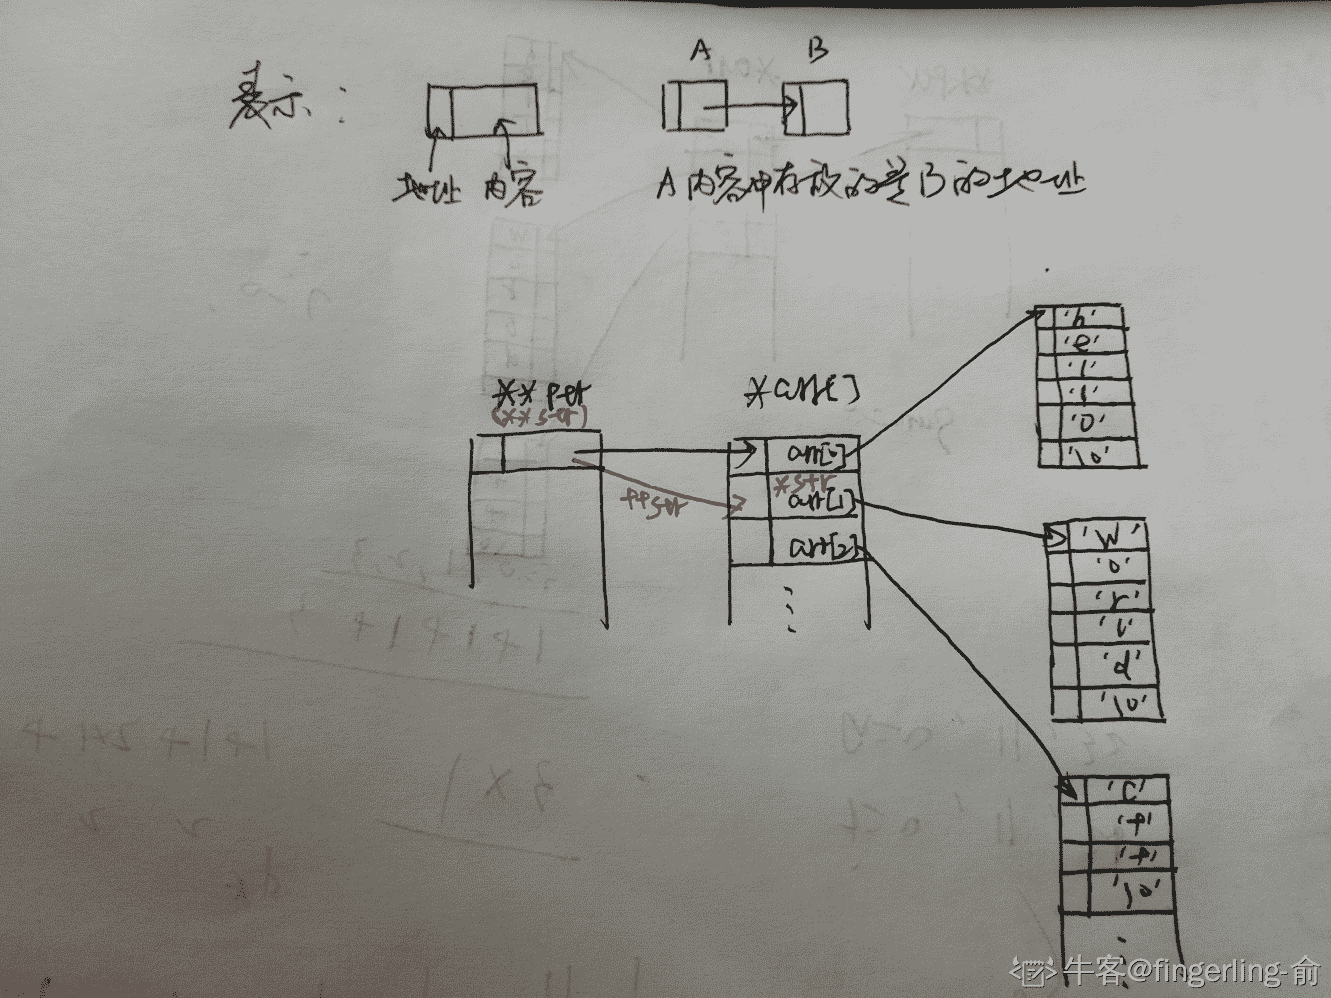 表示：
A
B
地址
内容
A内容中存放的是B的地址
**ptr
(**str)
*arr[]
arr[0]
++str
*str
arr[1]
arr[2]
'h'
'e'
'l'
'l'
'o'
'\0'
'W'
'o'
'r'
'l'
'd'
'\0'
'C'
'+'
'+'
'\0'
牛客@fingerling-俞